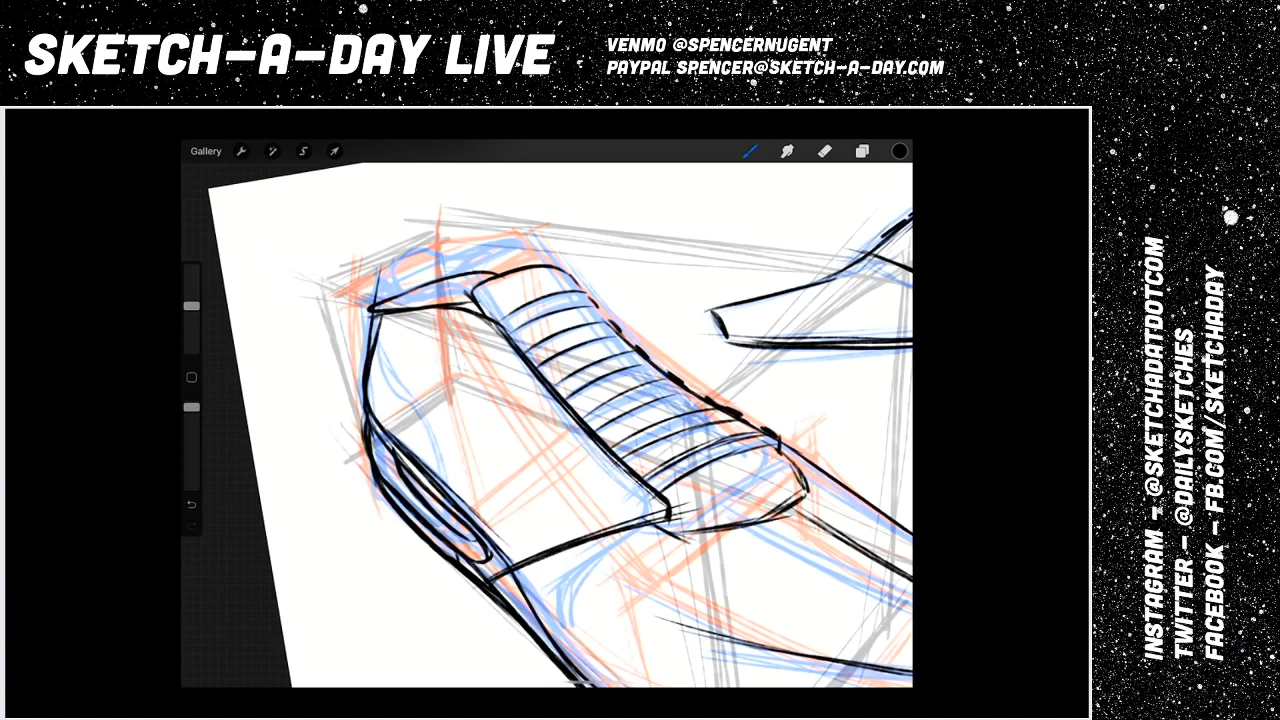 SKETCH-A-DAY LIVE
VENMO @SPENCERNUGENT
PAYPAL SPENCER@SKETCH-A-DAY.COM
Gallery
INSTAGRAM - @SKETCHADAYDOTCOM
TWITTER - @DAILYSKETCHES
FACEBOOK - FB.COM/SKETCHADAY